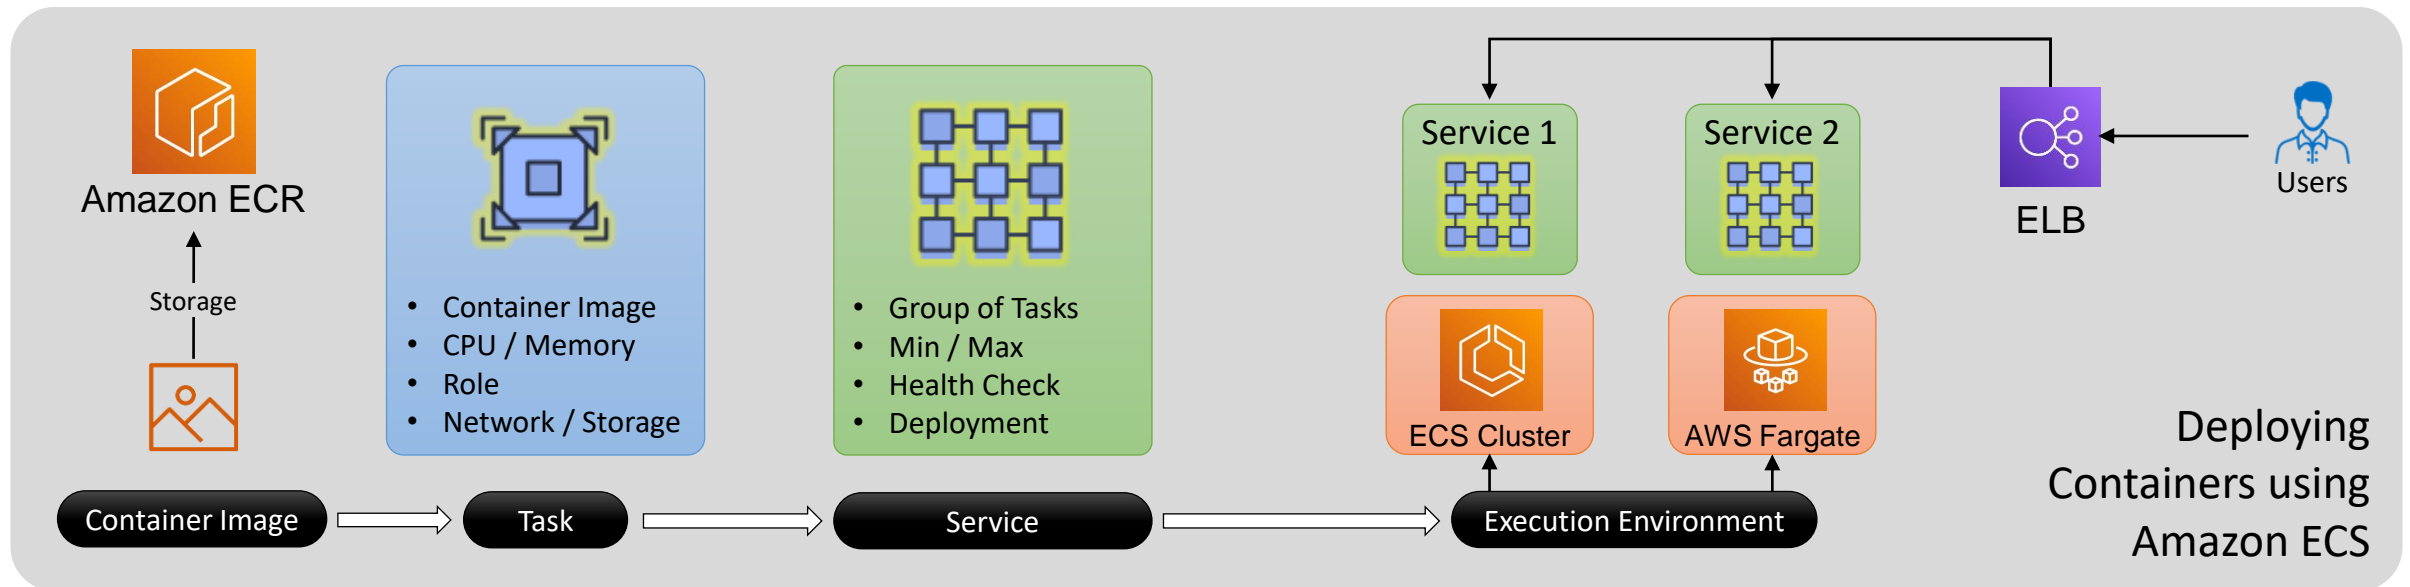 Amazon ECR
Storage
Container Image
• Container Image
• CPU / Memory
• Role
• Network / Storage
Task
• Group of Tasks
• Min / Max
• Health Check
• Deployment
Service
Service 1
Service 2
ECS Cluster
AWS Fargate
Execution Environment
ELB
Users
Deploying
Containers using
Amazon ECS